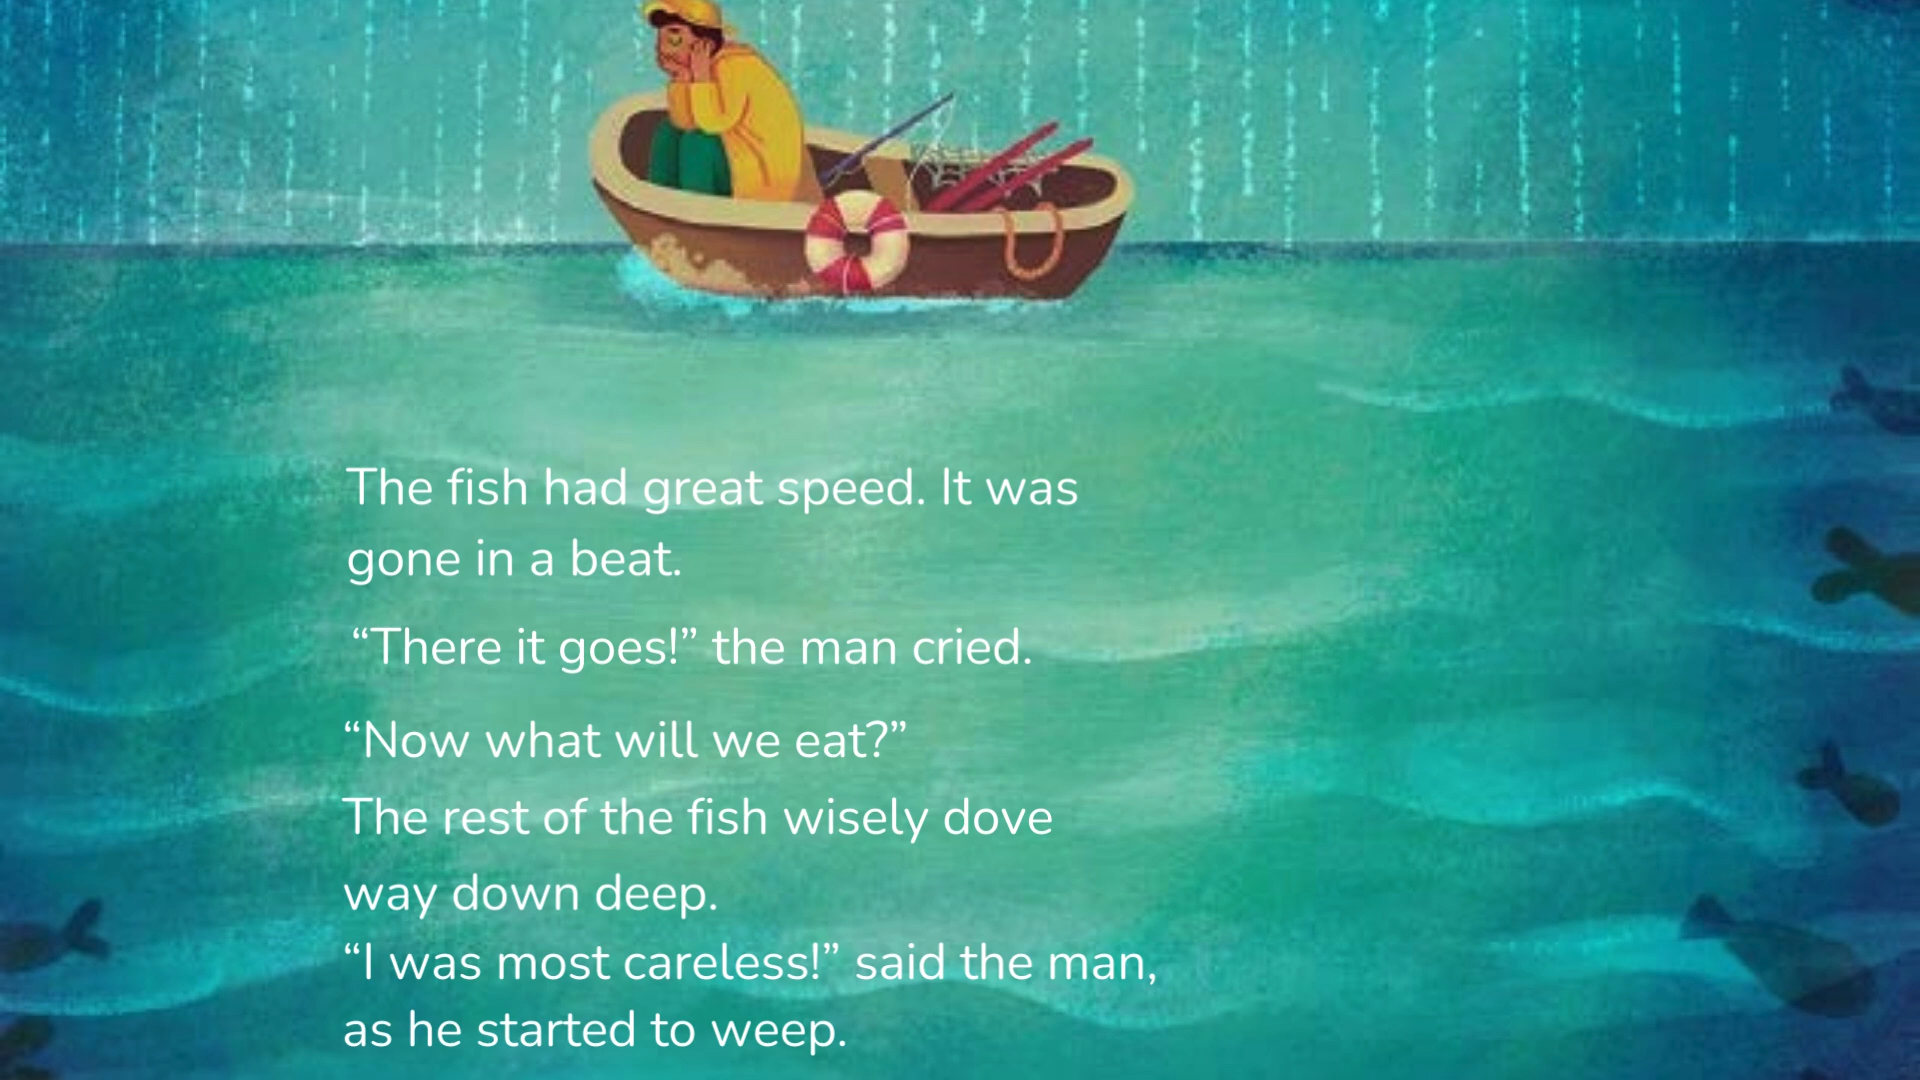 The fish had great speed. It was
gone in a beat.
“There it goes!” the man cried.
“Now what will we eat?”
The rest of the fish wisely dove
way down deep.
“I was most careless!” said the man,
as he started to weep.